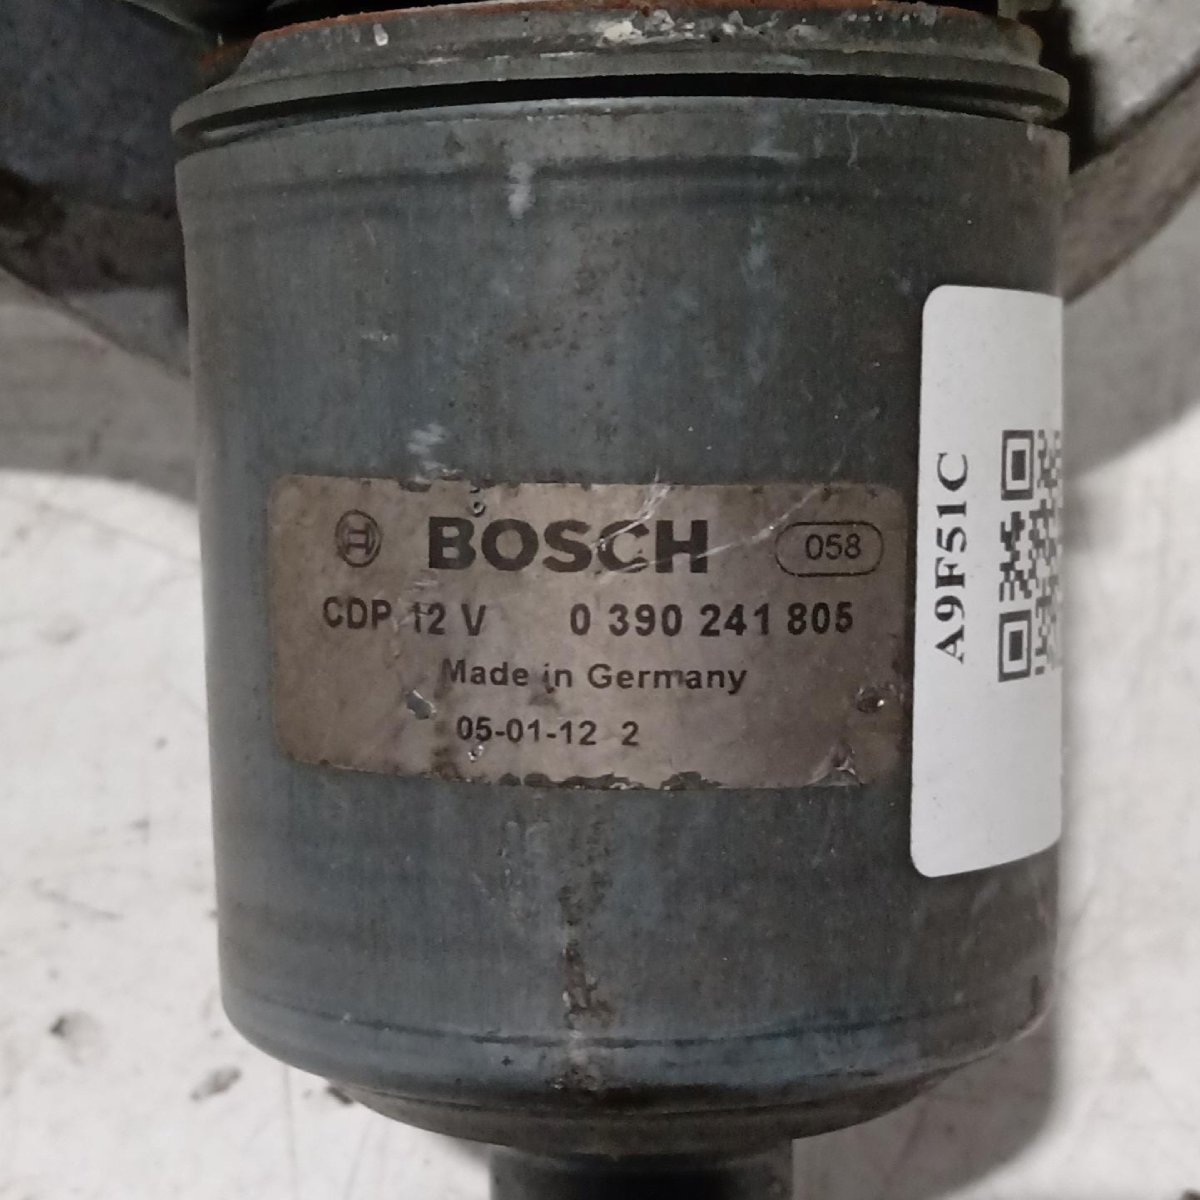 BOSCH 058
CDP 12 V 0 390 241 805
Made in Germany
05-01-12 2
A9F51C